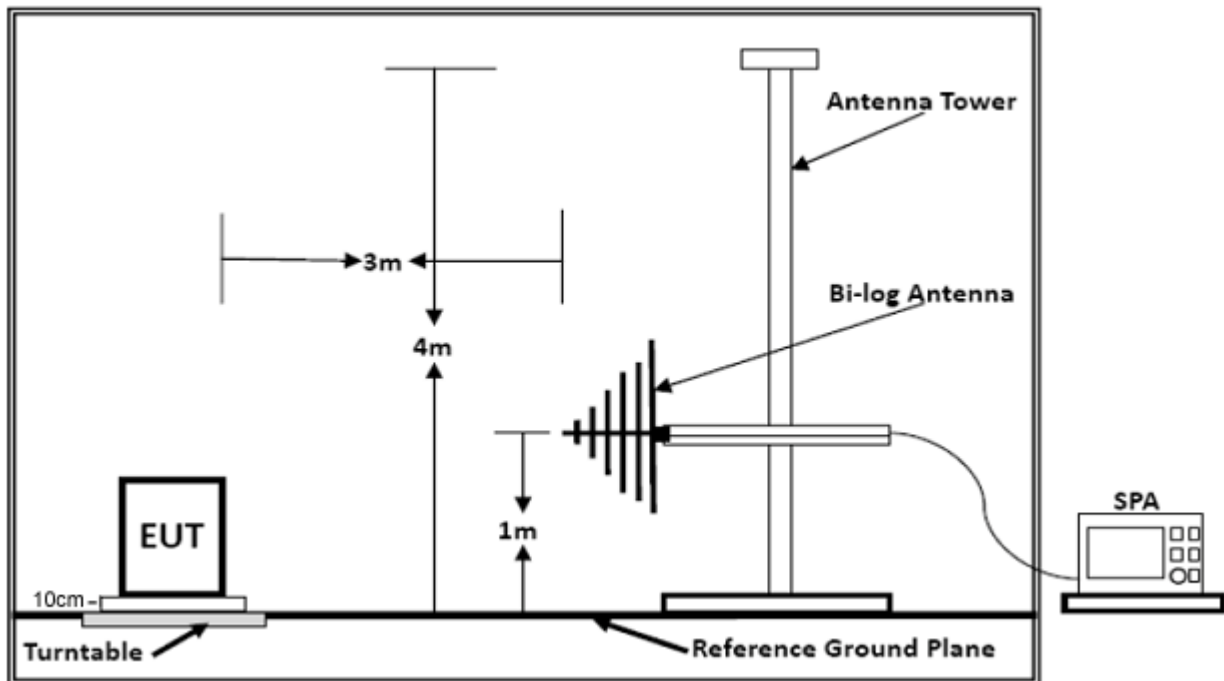 Antenna Tower
3m
Bi-log Antenna
4m
1m
SPA
EUT
10cm
Turntable
Reference Ground Plane